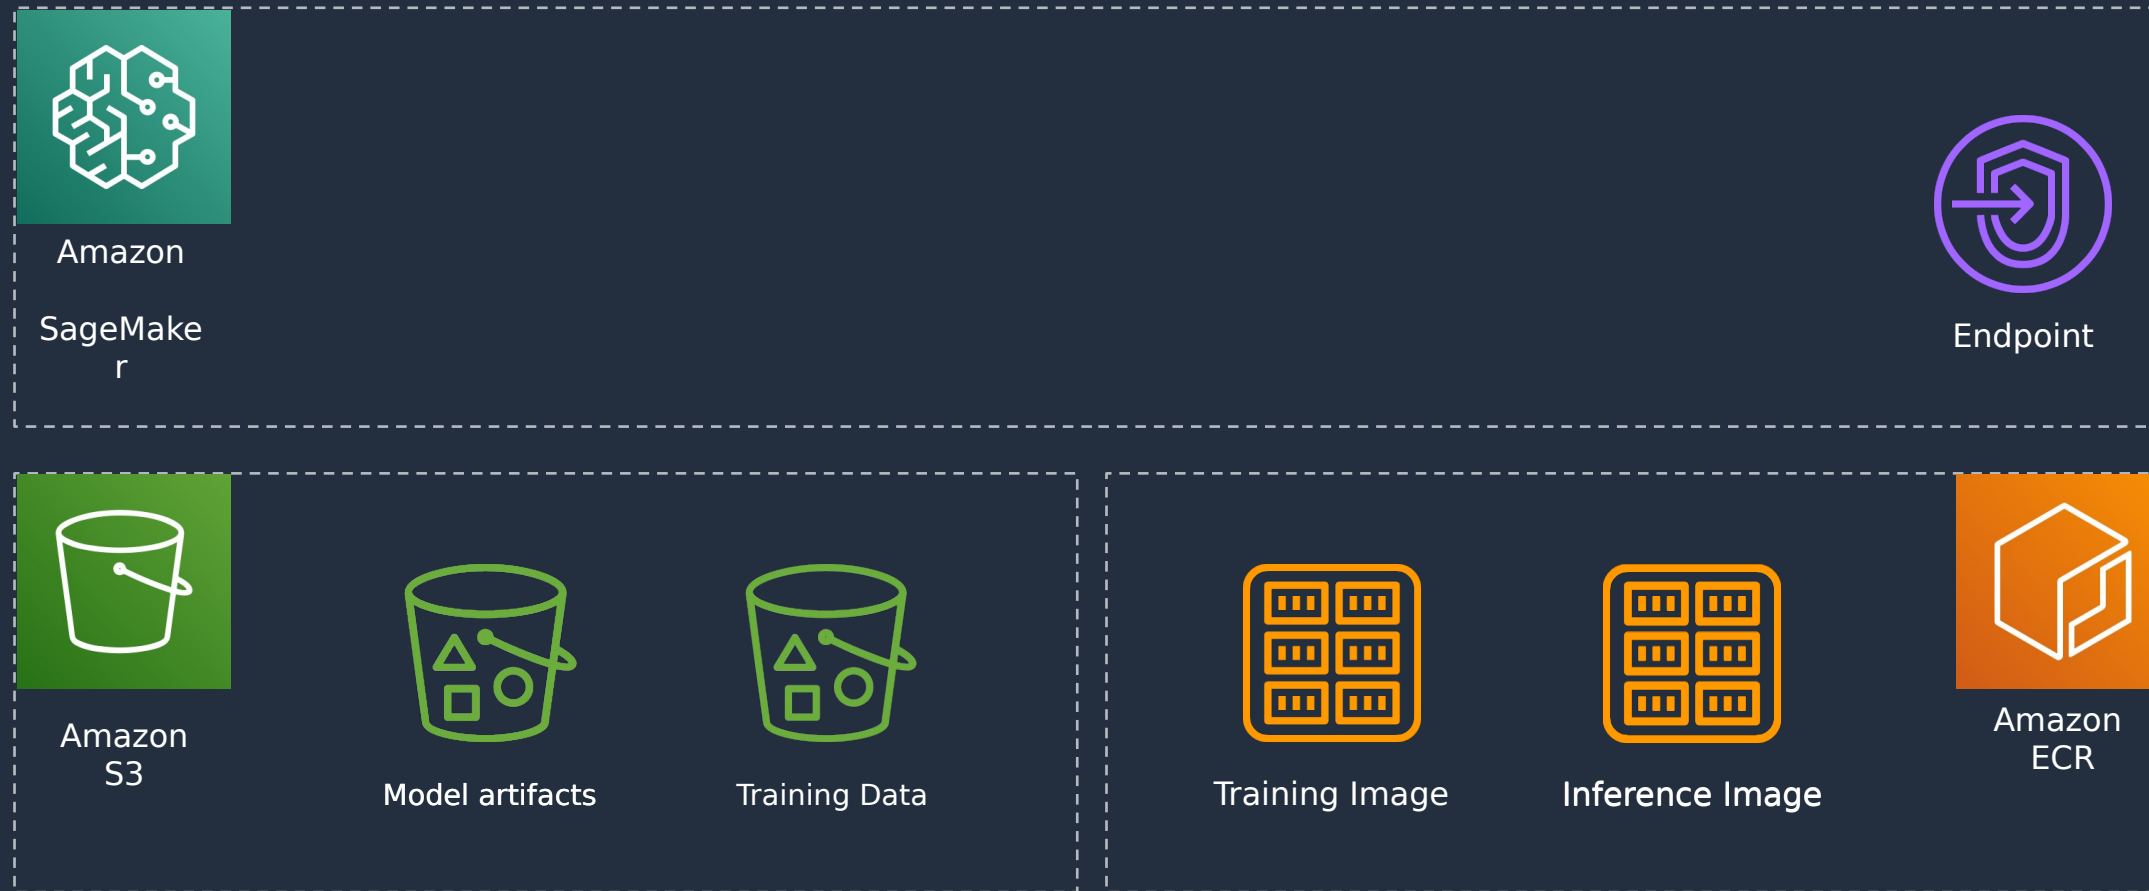 Amazon
SageMake
r
Endpoint
Amazon
S3
Model artifacts
Training Data
Training Image
Inference Image
Amazon
ECR